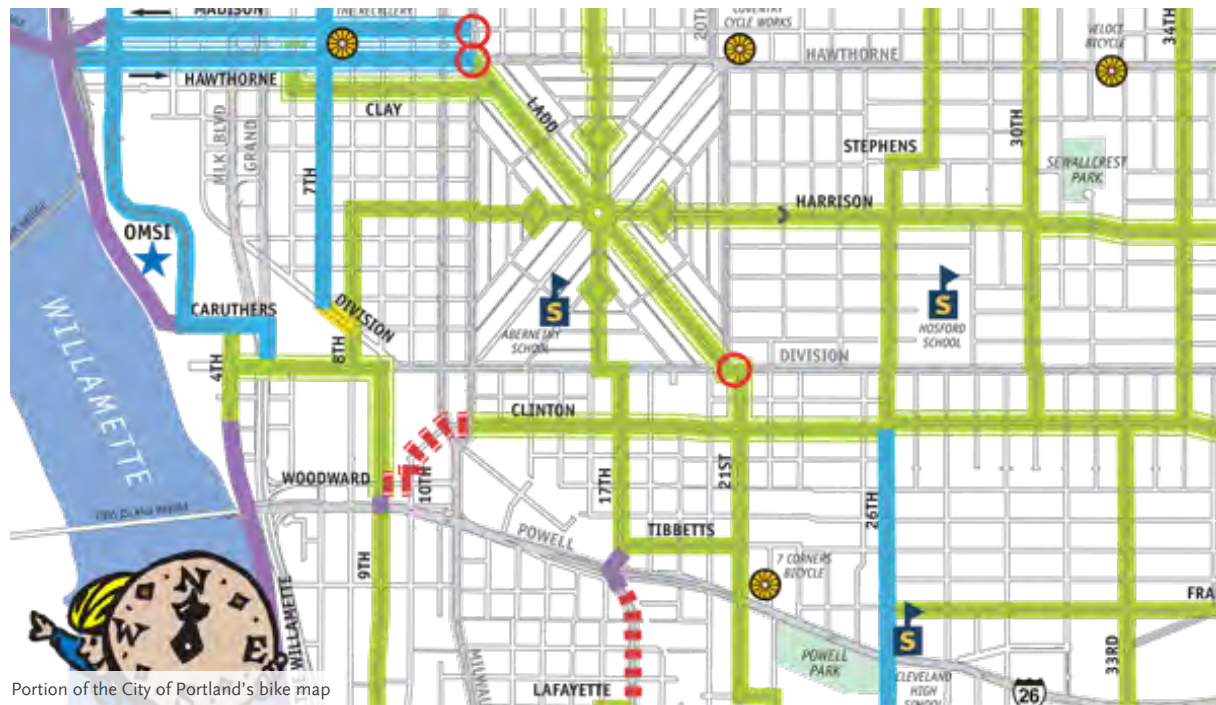 MADISON
THE RECYCLERY
20TH
COVENTRY
CYCLE WORKS
HAWTHORNE
VELOCE
BICYCLE
34TH
HAWTHORNE
CLAY
LADD
MLK BLVD
GRAND
7TH
STEPHENS
30TH
SEWALLCREST
PARK
HARRISON
OMSI
WILLAMETTE
CARUTHERS
DIVISION
8TH
4TH
S
ABERNETHY
SCHOOL
S
HOSFORD
SCHOOL
DIVISION
CLINTON
WOODWARD
10TH
17TH
21ST
26TH
POWELL
TIBBETTS
7 CORNERS
BICYCLE
9TH
N
W
E
WILLAMETTE
LAFAYETTE
POWELL
PARK
S
CLEVELAND
HIGH
SCHOOL
33RD
FRA
26
Portion of the City of Portland's bike map